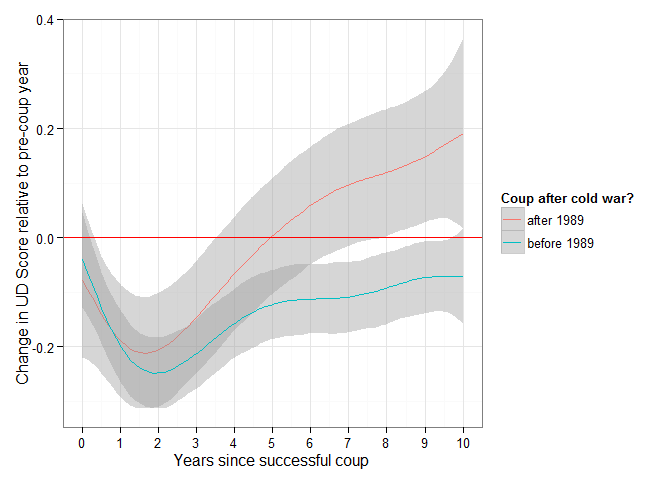 Change in UD Score relative to pre-coup year
0.4
0.2
0.0
-0.2
0 1 2 3 4 5 6 7 8 9 10
Years since successful coup
Coup after cold war?
after 1989
before 1989